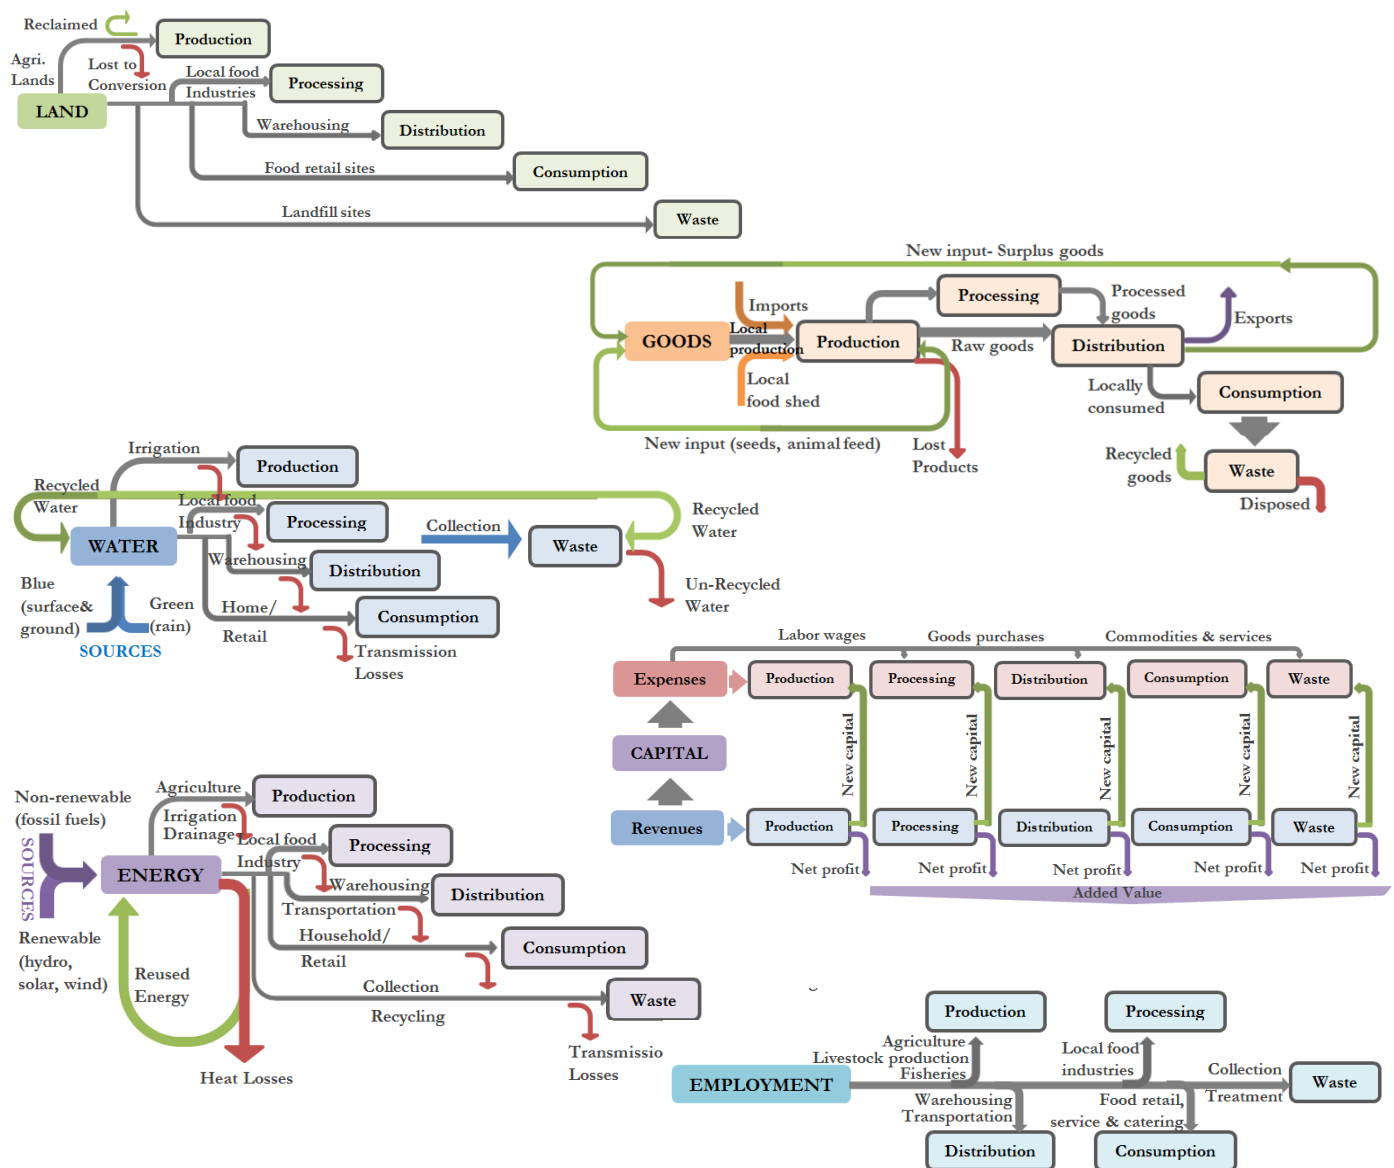 Reclaimed
Production
Agri.
Lands
Lost to
Conversion
Local food
Industries
Processing
LAND
Warehousing
Distribution
Food retail sites
Consumption
Landfill sites
Waste
New input- Surplus goods
Imports
Processing
Processed
goods
Exports
GOODS
Local
production
Production
Raw goods
Distribution
Local
food shed
Locally
consumed
Consumption
New input (seeds, animal feed)
Lost
Products
Recycled
goods
Waste
Disposed
Irrigation
Production
Recycled
Water
Local food
Industry
Processing
WATER
Collection
Waste
Recycled
Water
Warehousing
Distribution
Un-Recycled
Water
Blue
(surface&
ground)
Green
(rain)
SOURCES
Home/
Retail
Consumption
Transmission
Losses
Labor wages
Goods purchases
Commodities & services
Expenses
Production
Processing
Distribution
Consumption
Waste
CAPITAL
New capital
New capital
New capital
New capital
New capital
Revenues
Production
Processing
Distribution
Consumption
Waste
Net profit
Net profit
Net profit
Net profit
Net profit
Added Value
Non-renewable
(fossil fuels)
Agriculture
Irrigation
Drainage
Production
SOURCES
ENERGY
Local food
Industry
Processing
Warehousing
Transportation
Distribution
Renewable
(hydro,
solar, wind)
Reused
Energy
Household/
Retail
Consumption
Collection
Recycling
Waste
Heat Losses
Transmissio
Losses
Production
Processing
Agriculture
Livestock production
Fisheries
Local food
industries
Collection
Treatment
Waste
EMPLOYMENT
Warehousing
Transportation
Food retail,
service & catering
Distribution
Consumption